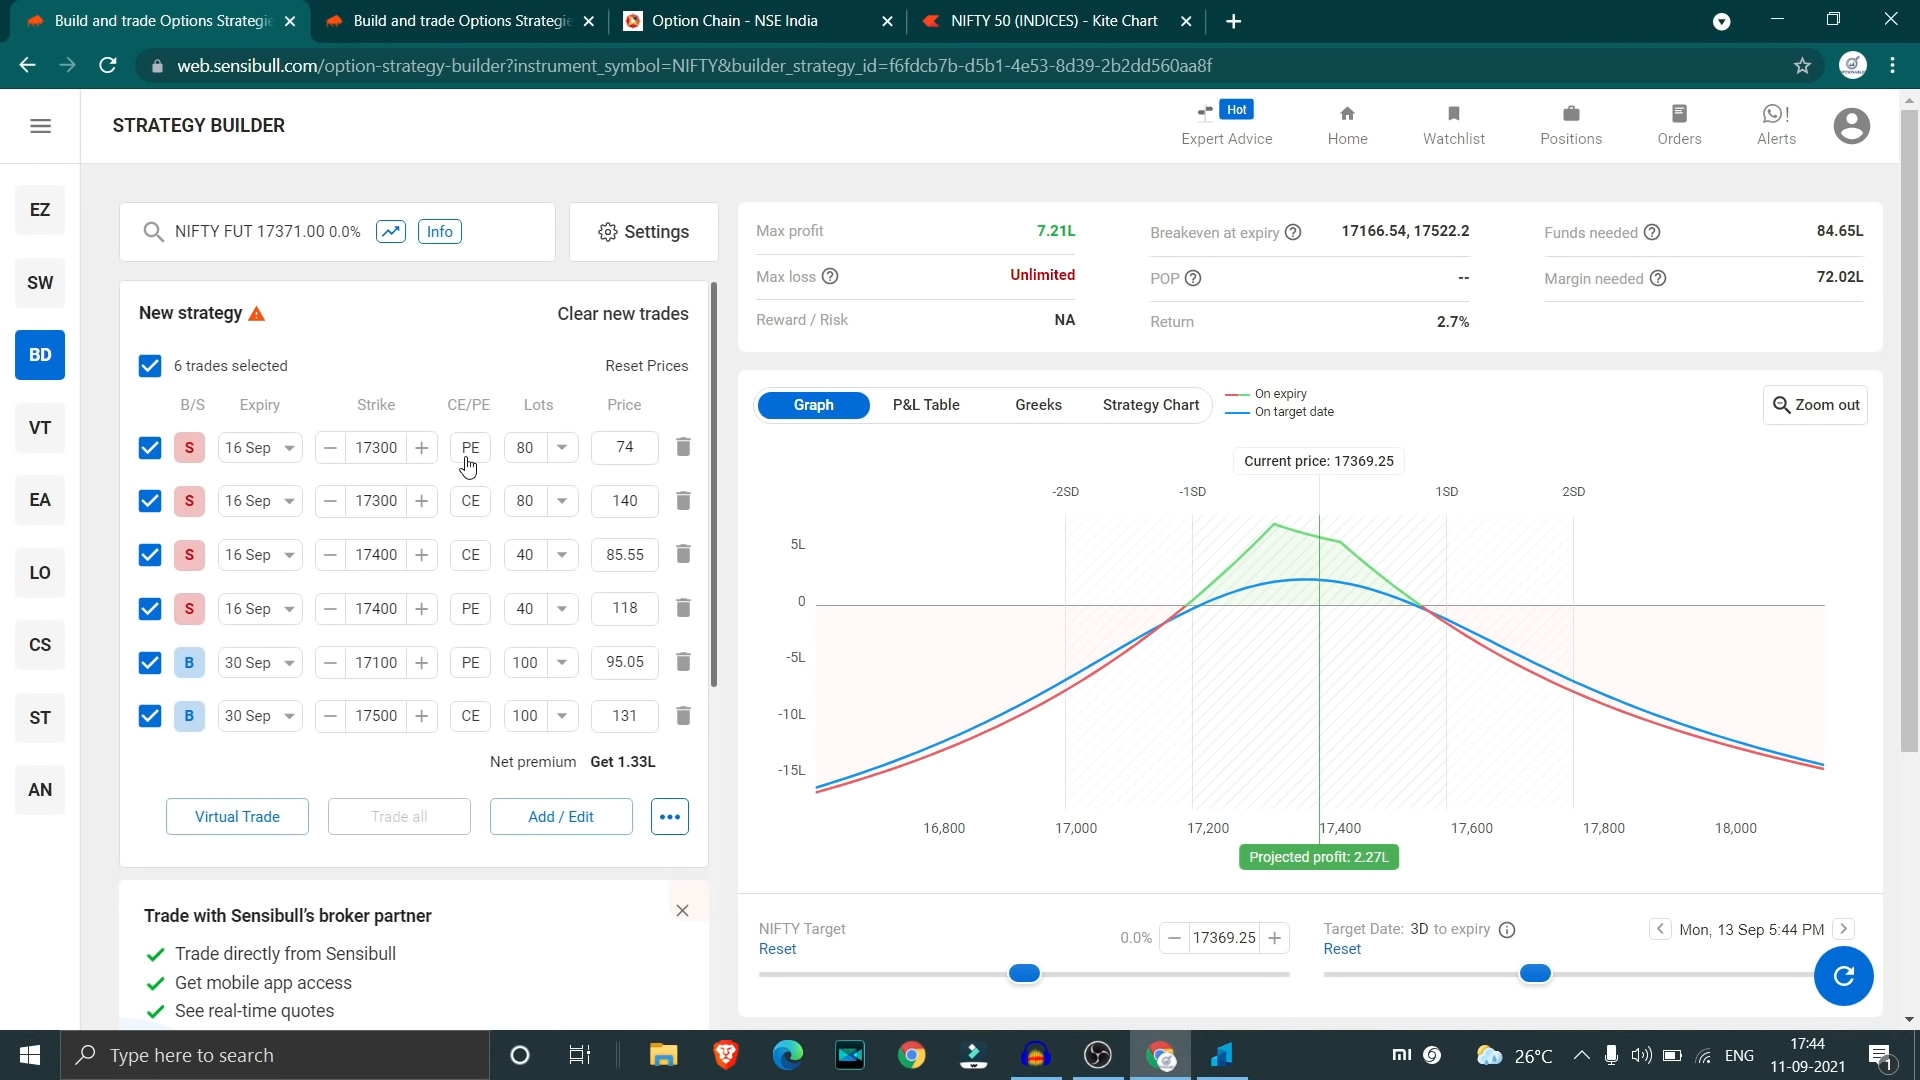 Build and trade Options Strategie
Build and trade Options Strategie
Option Chain - NSE India
NIFTY 50 (INDICES) - Kite Chart
web.sensibull.com/option-strategy-builder?instrument_symbol=NIFTY&builder_strategy_id=f6fdcb7b-d5b1-4e53-8d39-2b2dd560aa8f
STRATEGY BUILDER
Hot
Expert Advice
Home
Watchlist
Positions
Orders
Alerts
EZ
SW
BD
VT
EA
LO
CS
ST
AN
NIFTY FUT 17371.00 0.0%
Info
Settings
New strategy
Clear new trades
6 trades selected
Reset Prices
B/S Expiry Strike CE/PE Lots Price
S 16 Sep − 17300 + PE 80 74
S 16 Sep − 17300 + CE 80 140
S 16 Sep − 17400 + CE 40 85.55
S 16 Sep − 17400 + PE 40 118
B 30 Sep − 17100 + PE 100 95.05
B 30 Sep − 17500 + CE 100 131
Net premium Get 1.33L
Virtual Trade
Trade all
Add / Edit
Trade with Sensibull's broker partner
Trade directly from Sensibull
Get mobile app access
See real-time quotes
Max profit 7.21L
Max loss ? Unlimited
Reward / Risk NA
Breakeven at expiry ? 17166.54, 17522.2
POP ? --
Return 2.7%
Funds needed ? 84.65L
Margin needed ? 72.02L
Graph
P&L Table
Greeks
Strategy Chart
On expiry
On target date
Zoom out
Current price: 17369.25
-2SD -1SD 1SD 2SD
5L
0
-5L
-10L
-15L
16,800 17,000 17,200 17,400 17,600 17,800 18,000
Projected profit: 2.27L
NIFTY Target
Reset
0.0% − 17369.25 +
Target Date: 3D to expiry
Reset
Mon, 13 Sep 5:44 PM
Type here to search
mi
26°C
ENG
17:44
11-09-2021
1